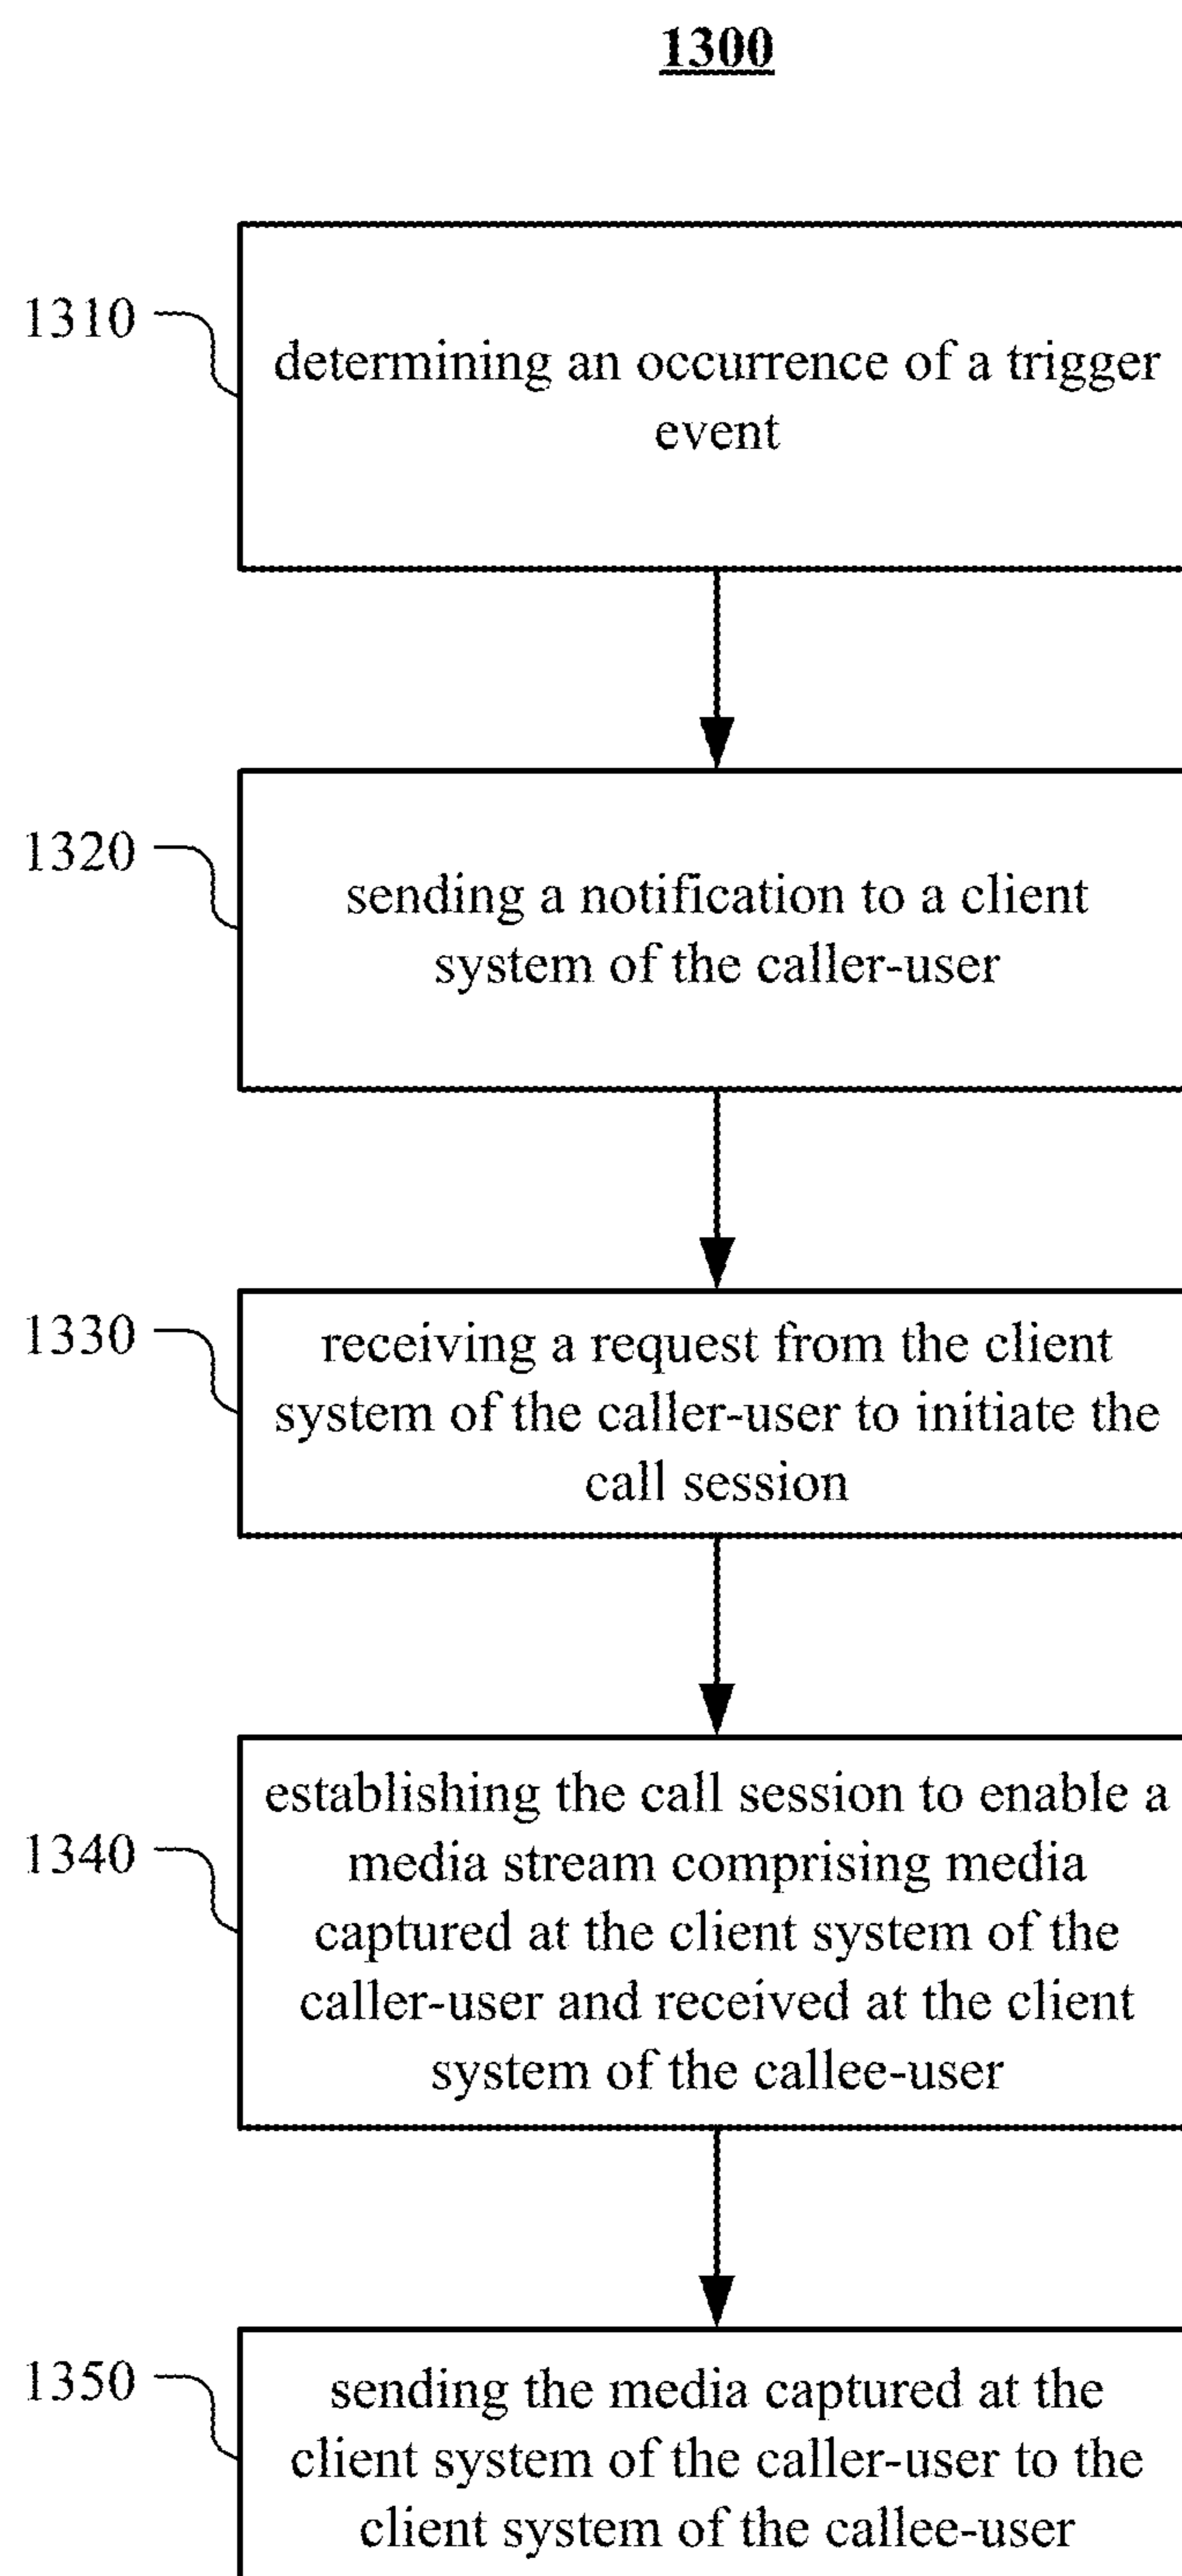 1300
1310
determining an occurrence of a trigger
event
1320
sending a notification to a client
system of the caller-user
1330
receiving a request from the client
system of the caller-user to initiate the
call session
1340
establishing the call session to enable a
media stream comprising media
captured at the client system of the
caller-user and received at the client
system of the callee-user
1350
sending the media captured at the
client system of the caller-user to the
client system of the callee-user